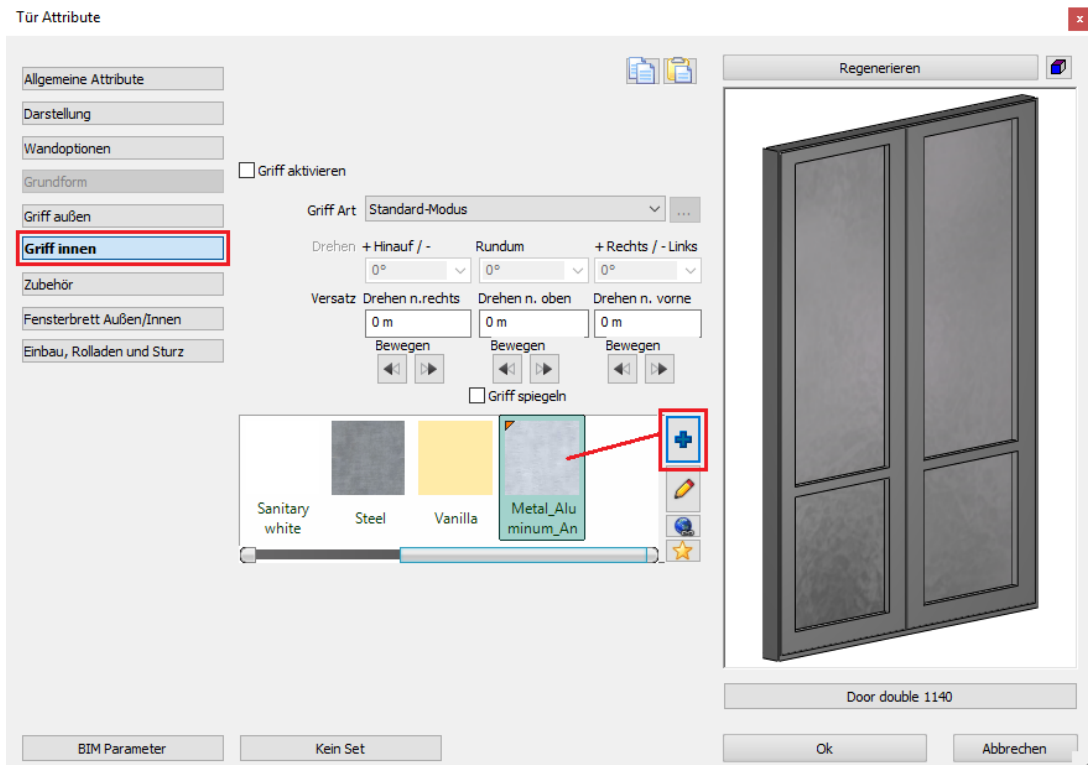 Tür Attribute
x
Allgemeine Attribute
Darstellung
Wandoptionen
Grundform
Griff außen
Griff innen
Zubehör
Fensterbrett Außen/Innen
Einbau, Rolladen und Sturz
Griff aktivieren
Griff Art Standard-Modus ...
Drehen + Hinauf / - Rundum + Rechts / - Links
0° 0° 0°
Versatz Drehen n.rechts Drehen n. oben Drehen n. vorne
0 m 0 m 0 m
Bewegen Bewegen Bewegen
Griff spiegeln
Sanitary
white
Steel
Vanilla
Metal_Alu
minum_An
Regenerieren
Door double 1140
BIM Parameter
Kein Set
Ok
Abbrechen